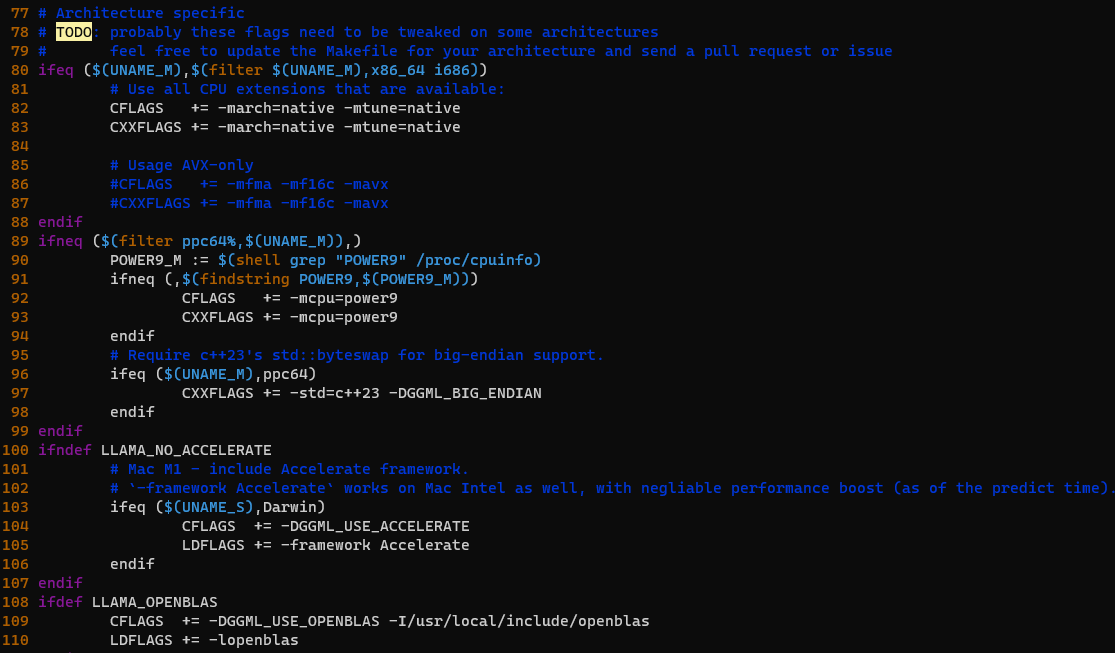 77 # Architecture specific
78 # TODO: probably these flags need to be tweaked on some architectures
79 #       feel free to update the Makefile for your architecture and send a pull request or issue
80 ifeq ($(UNAME_M),$(filter $(UNAME_M),x86_64 i686))
81         # Use all CPU extensions that are available:
82         CFLAGS   += -march=native -mtune=native
83         CXXFLAGS += -march=native -mtune=native
84
85         # Usage AVX-only
86         #CFLAGS   += -mfma -mf16c -mavx
87         #CXXFLAGS += -mfma -mf16c -mavx
88 endif
89 ifneq ($(filter ppc64%,$(UNAME_M)),)
90         POWER9_M := $(shell grep "POWER9" /proc/cpuinfo)
91         ifneq (,$(findstring POWER9,$(POWER9_M)))
92                 CFLAGS   += -mcpu=power9
93                 CXXFLAGS += -mcpu=power9
94         endif
95         # Require c++23's std::byteswap for big-endian support.
96         ifeq ($(UNAME_M),ppc64)
97                 CXXFLAGS += -std=c++23 -DGGML_BIG_ENDIAN
98         endif
99 endif
100 ifndef LLAMA_NO_ACCELERATE
101         # Mac M1 - include Accelerate framework.
102         # `-framework Accelerate` works on Mac Intel as well, with negliable performance boost (as of the predict time).
103         ifeq ($(UNAME_S),Darwin)
104                 CFLAGS  += -DGGML_USE_ACCELERATE
105                 LDFLAGS += -framework Accelerate
106         endif
107 endif
108 ifdef LLAMA_OPENBLAS
109         CFLAGS  += -DGGML_USE_OPENBLAS -I/usr/local/include/openblas
110         LDFLAGS += -lopenblas